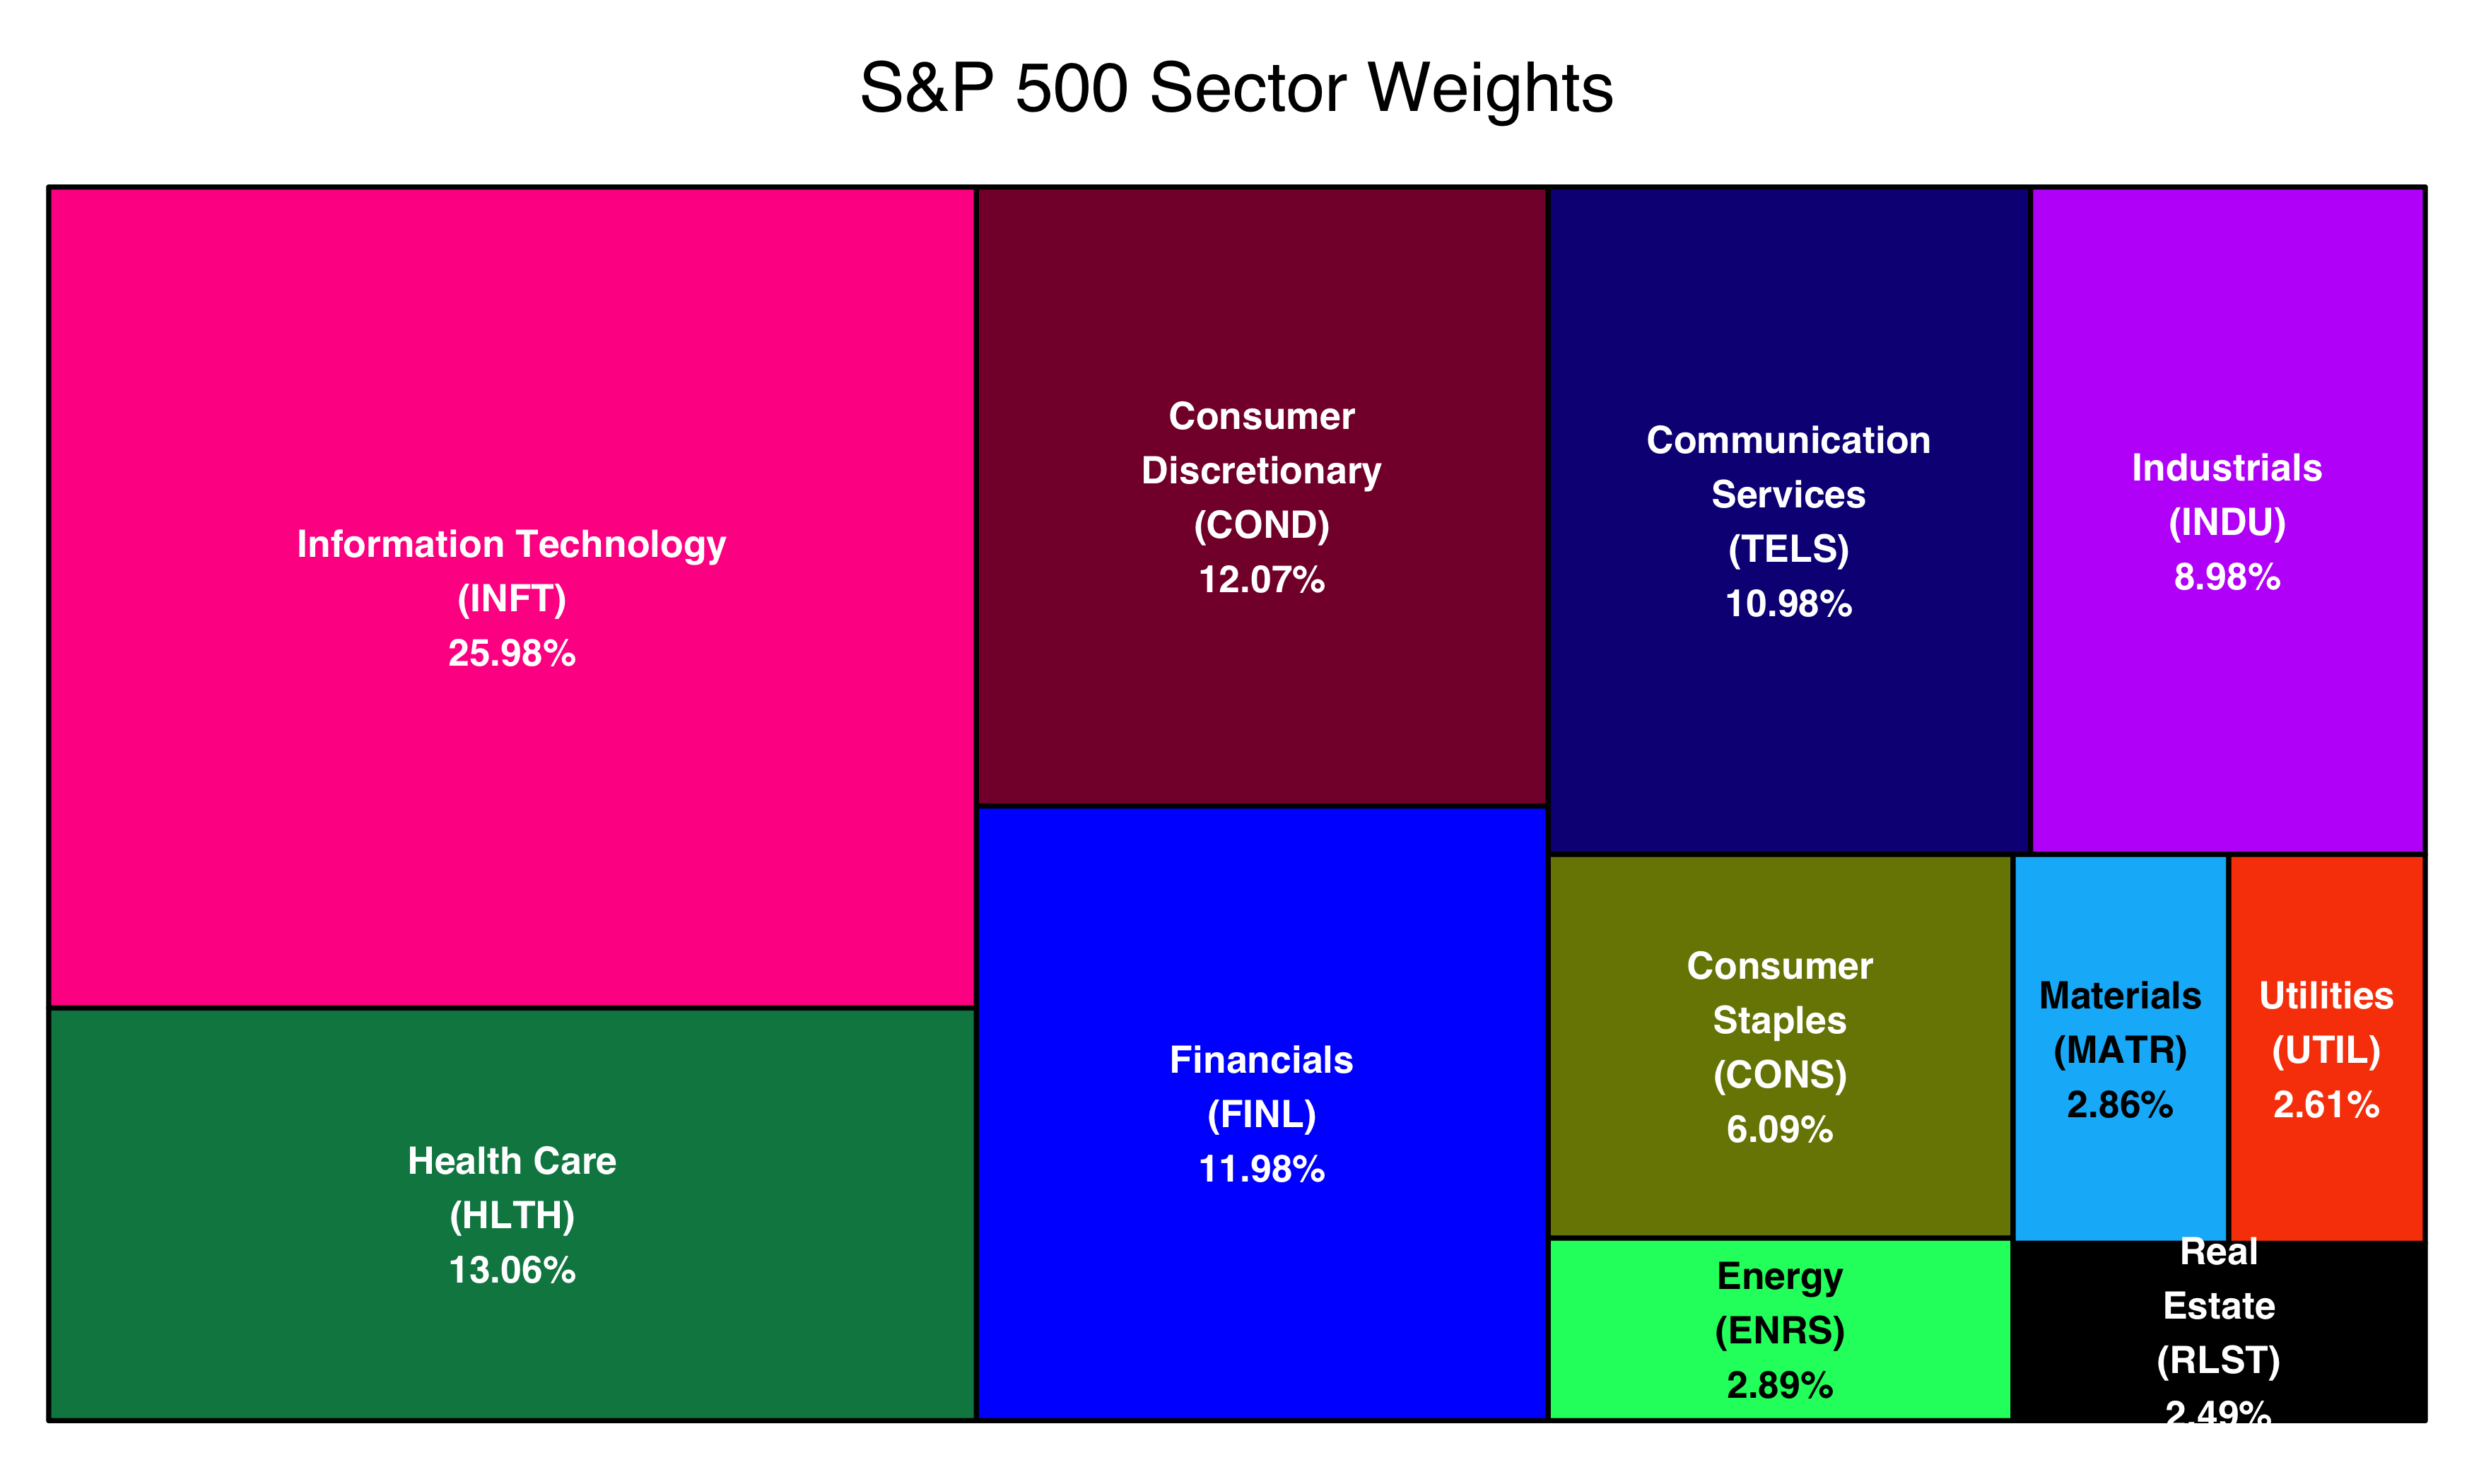 S&P 500 Sector Weights
Information Technology
(INFT)
25.98%
Health Care
(HLTH)
13.06%
Consumer
Discretionary
(COND)
12.07%
Financials
(FINL)
11.98%
Communication
Services
(TELS)
10.98%
Industrials
(INDU)
8.98%
Consumer
Staples
(CONS)
6.09%
Materials
(MATR)
2.86%
Utilities
(UTIL)
2.61%
Energy
(ENRS)
2.89%
Real
Estate
(RLST)
2.49%